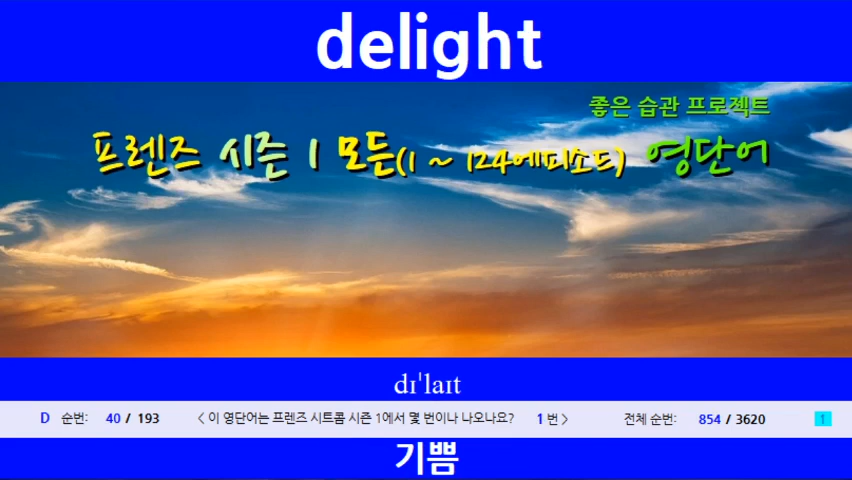 delight
좋은 습관 프로젝트
프렌즈 시즌 1 모든(1 ~ 124에피소드) 영단어
dɪˈlaɪt
D 순번: 40 / 193 < 이 영단어는 프렌즈 시트콤 시즌 1에서 몇 번이나 나오나요? 1 번 > 전체 순번: 854 / 3620 1
기쁨